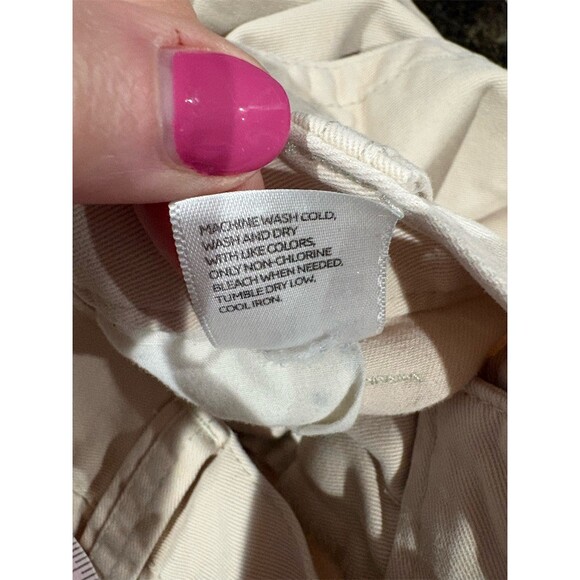 MACHINE WASH COLD,
WASH AND DRY
WITH LIKE COLORS,
ONLY NON-CHLORINE
BLEACH WHEN NEEDED.
TUMBLE DRY LOW,
COOL IRON.